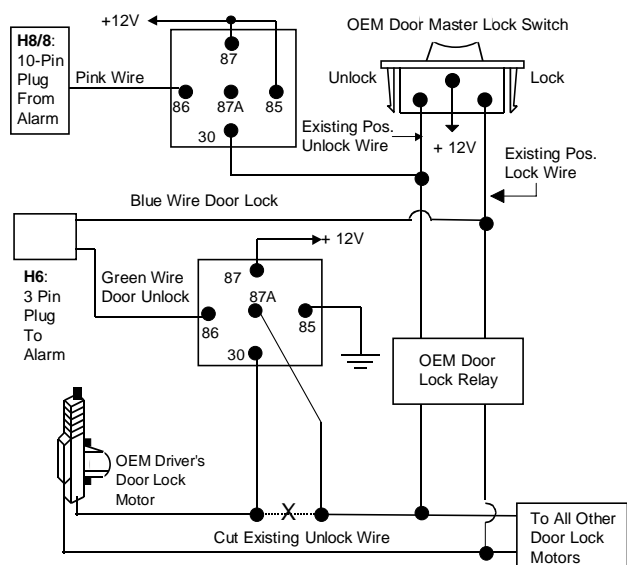 H8/8:
10-Pin
Plug
From
Alarm
Pink Wire
+12V
87
86
87A
85
30
OEM Door Master Lock Switch
Unlock
Lock
+ 12V
Existing Pos.
Unlock Wire
Existing Pos.
Lock Wire
Blue Wire Door Lock
H6:
3 Pin
Plug
To
Alarm
Green Wire
Door Unlock
+ 12V
87
87A
86
85
30
OEM Door
Lock Relay
OEM Driver's
Door Lock
Motor
X
Cut Existing Unlock Wire
To All Other
Door Lock
Motors